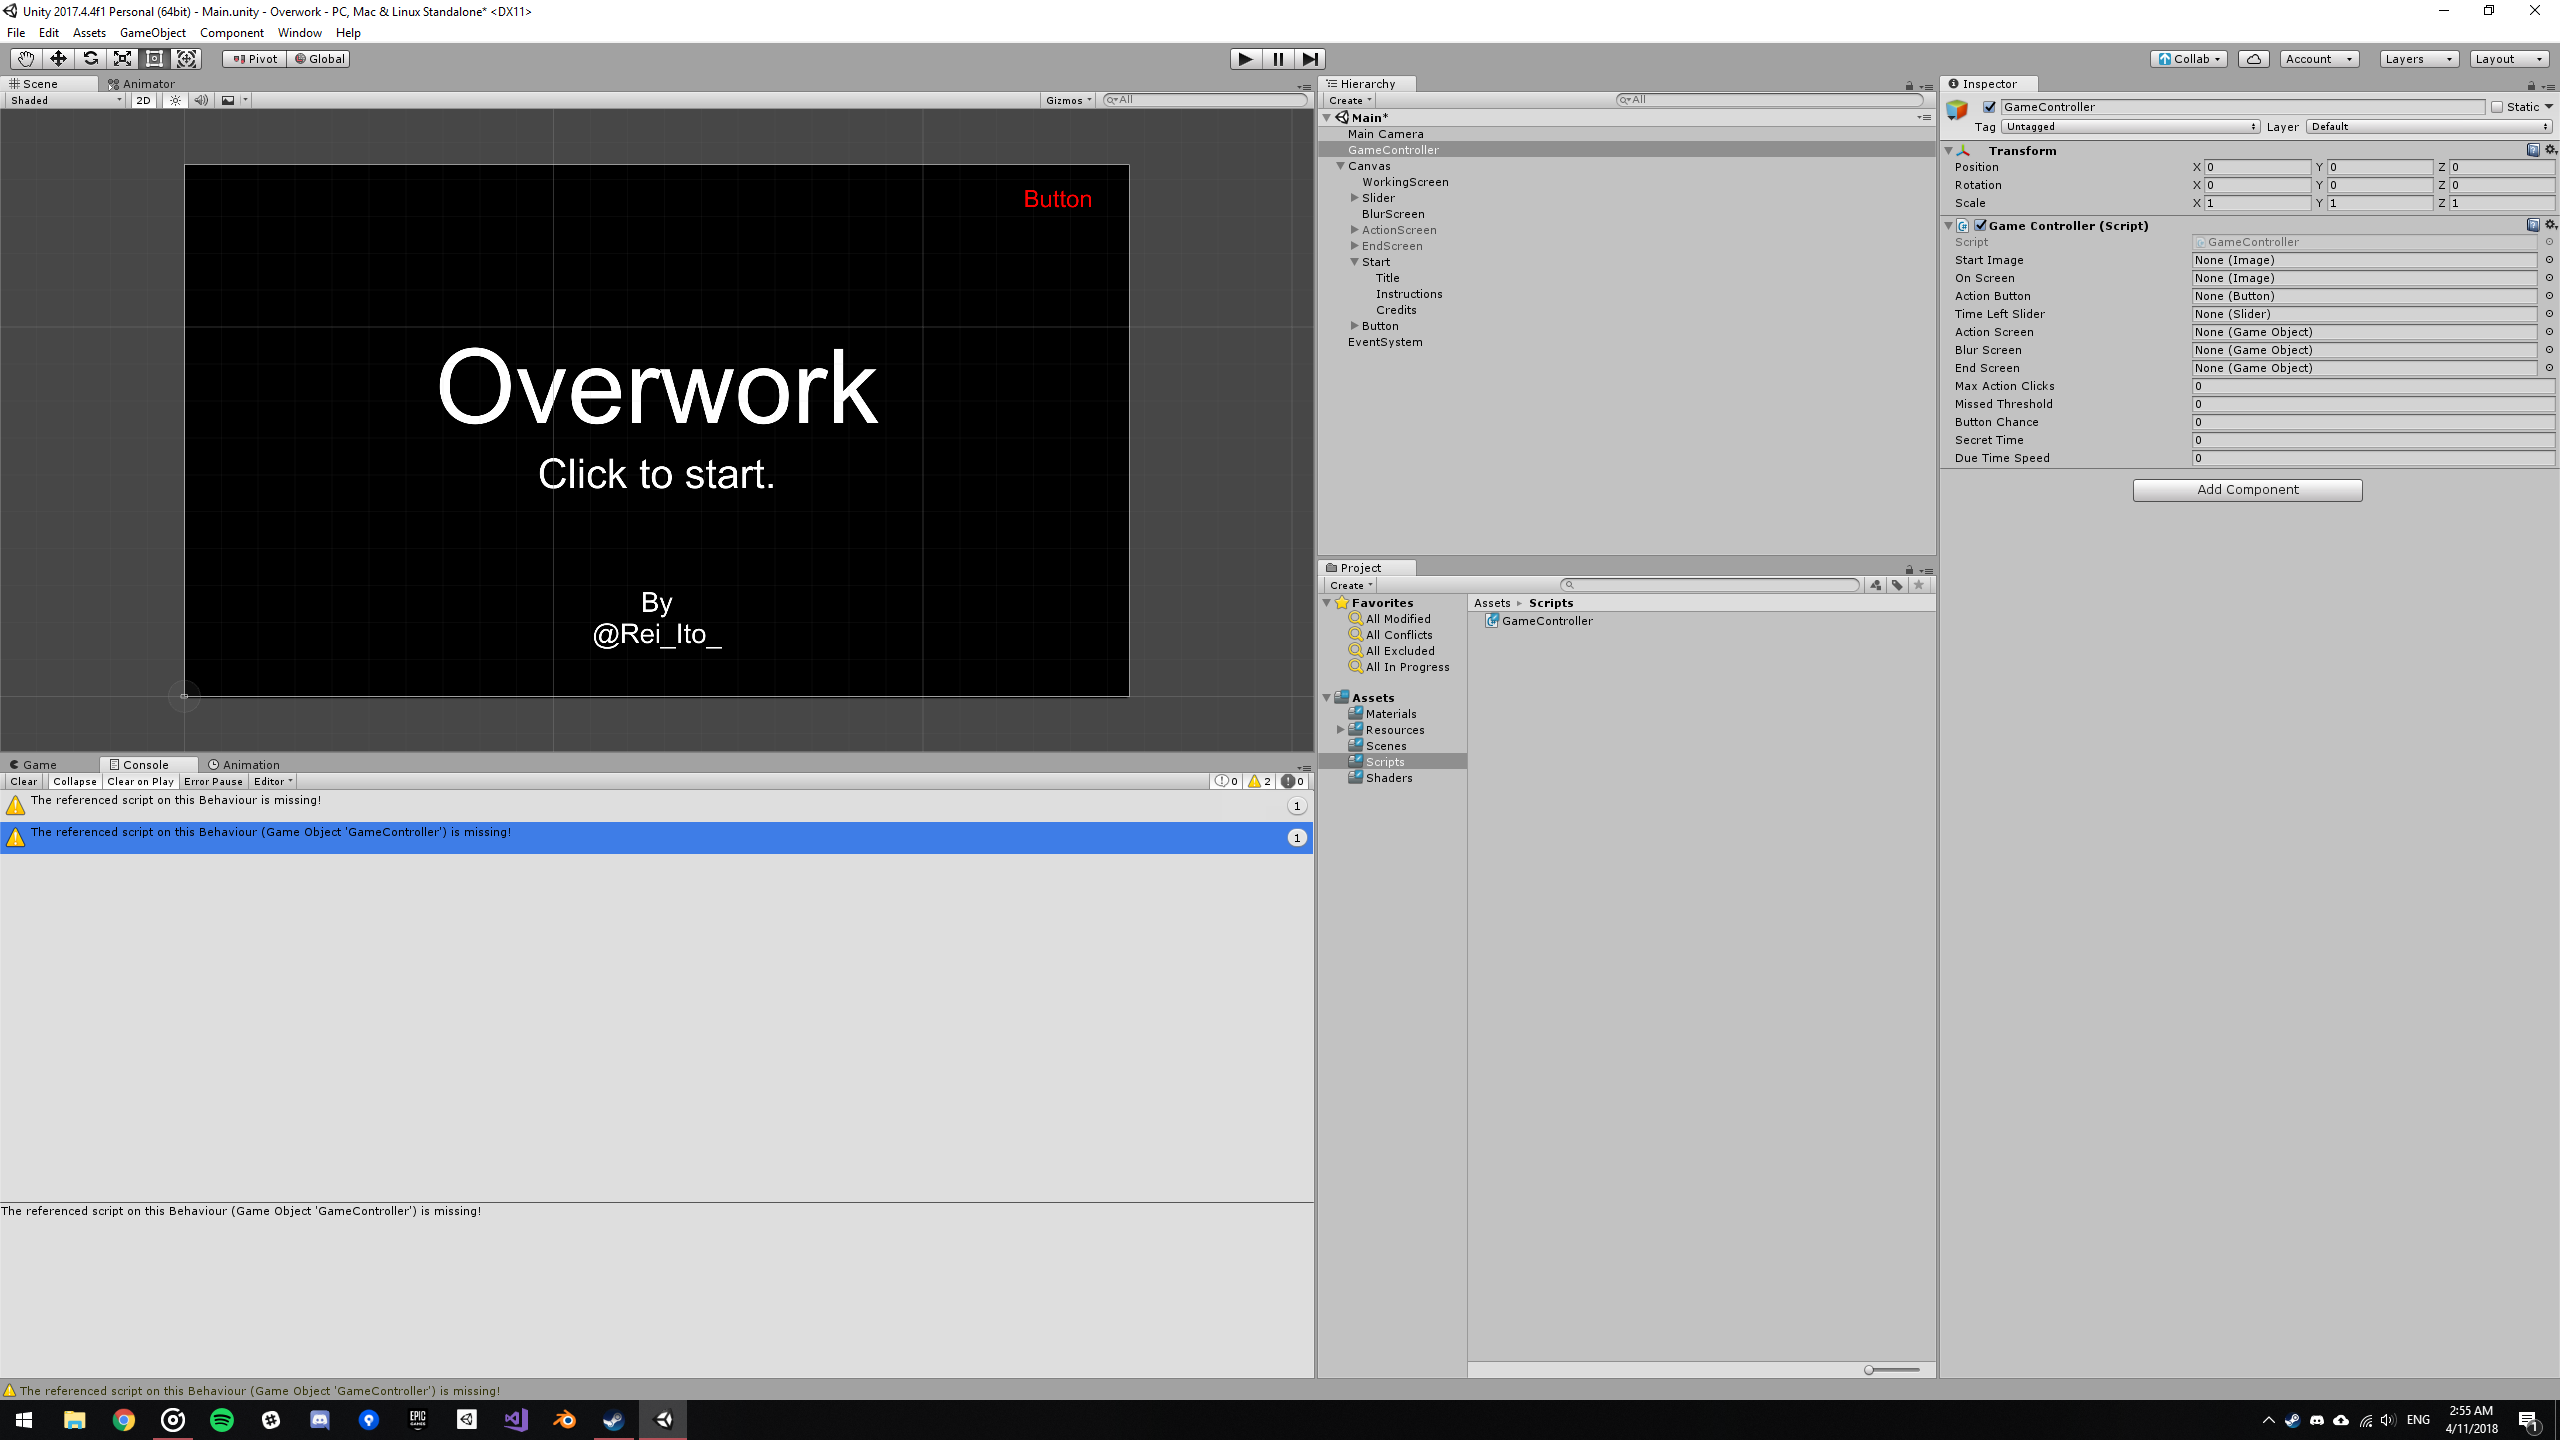 Unity 2017.4.4f1 Personal (64bit) - Main.unity - Overwork - PC, Mac & Linux Standalone* <DX11>
File Edit Assets GameObject Component Window Help
Pivot Global Collab Account Layers Layout
Scene Animator
Shaded 2D Gizmos All
Button
Overwork
Click to start.
By
@Rei_Ito_
Hierarchy
Create All
Main*
Main Camera
GameController
Canvas
WorkingScreen
Slider
BlurScreen
ActionScreen
EndScreen
Start
Title
Instructions
Credits
Button
EventSystem
Inspector
GameController Static
Tag Untagged Layer Default
Transform
Position X 0 Y 0 Z 0
Rotation X 0 Y 0 Z 0
Scale X 1 Y 1 Z 1
Game Controller (Script)
Script GameController
Start Image None (Image)
On Screen None (Image)
Action Button None (Button)
Time Left Slider None (Slider)
Action Screen None (Game Object)
Blur Screen None (Game Object)
End Screen None (Game Object)
Max Action Clicks 0
Missed Threshold 0
Button Chance 0
Secret Time 0
Due Time Speed 0
Add Component
Project
Create
Favorites
All Modified
All Conflicts
All Excluded
All In Progress
Assets
Materials
Resources
Scenes
Scripts
Shaders
Assets Scripts
GameController
Game Console Animation
Clear Collapse Clear on Play Error Pause Editor 0 2 0
The referenced script on this Behaviour is missing! 1
The referenced script on this Behaviour (Game Object 'GameController') is missing! 1
The referenced script on this Behaviour (Game Object 'GameController') is missing!
The referenced script on this Behaviour (Game Object 'GameController') is missing!
EPIC GAMES
ENG
2:55 AM
4/11/2018
1